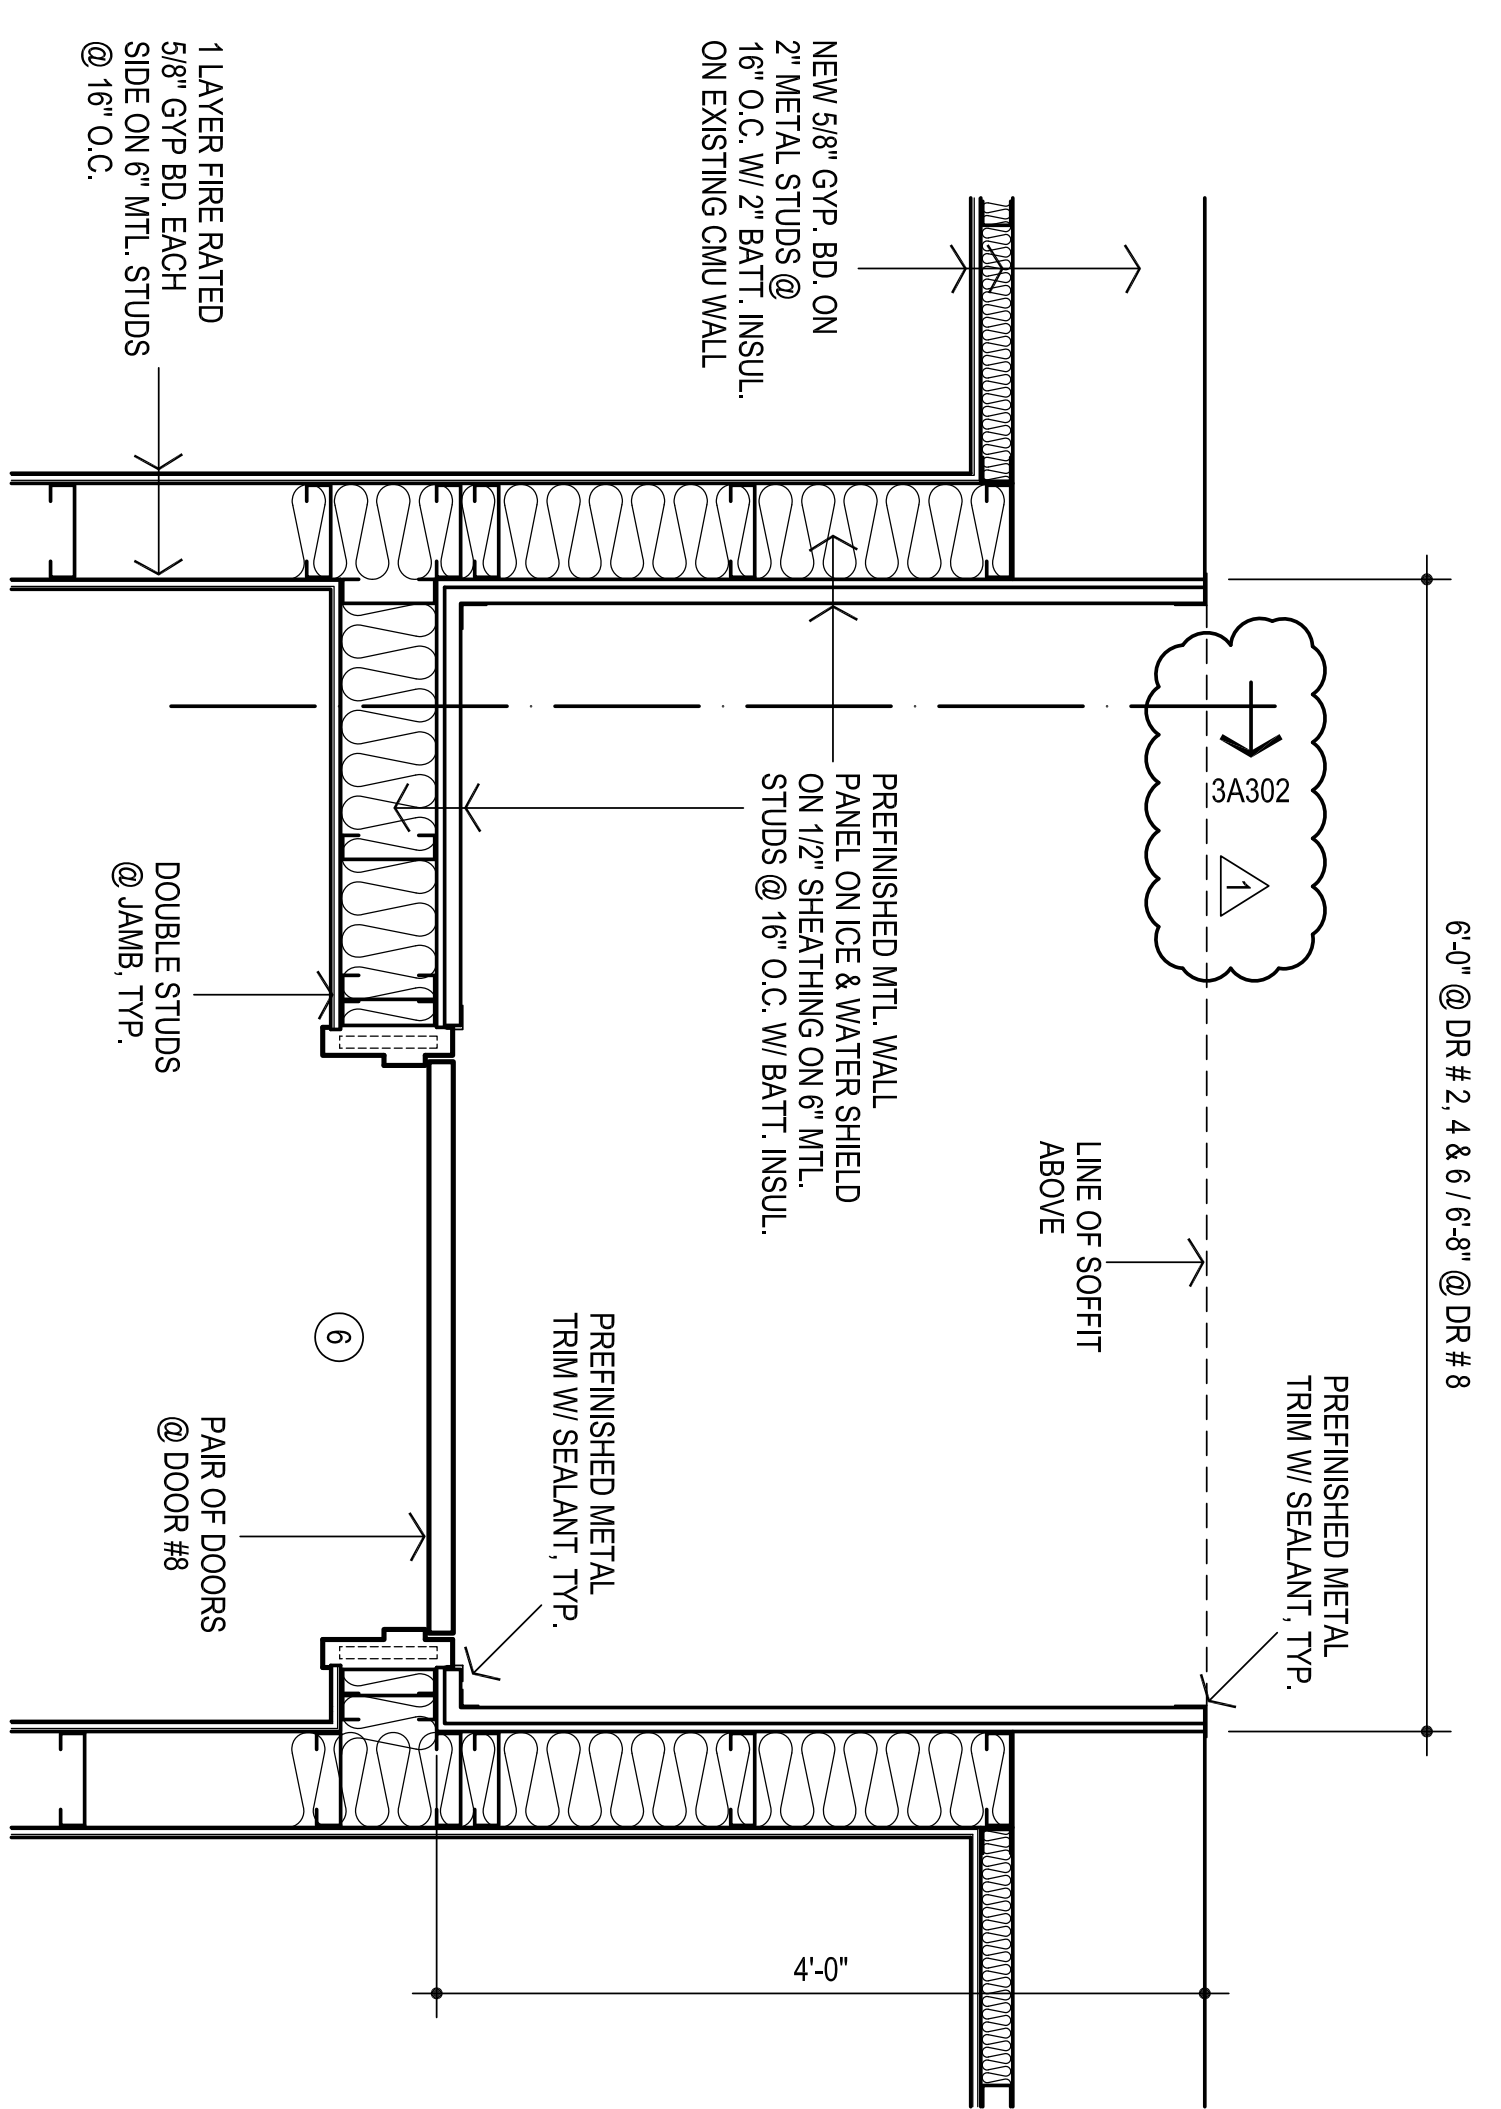 6'-0" @ DR # 2, 4 & 6 / 6'-8" @ DR # 8
PREFINISHED METAL
TRIM W/ SEALANT, TYP.
3A302
1
LINE OF SOFFIT
ABOVE
NEW 5/8" GYP. BD. ON
2" METAL STUDS @
16" O.C. W/ 2" BATT. INSUL.
ON EXISTING CMU WALL
PREFINISHED MTL. WALL
PANEL ON ICE & WATER SHIELD
ON 1/2" SHEATHING ON 6" MTL.
STUDS @ 16" O.C. W/ BATT. INSUL.
4'-0"
PREFINISHED METAL
TRIM W/ SEALANT, TYP.
6
1 LAYER FIRE RATED
5/8" GYP BD. EACH
SIDE ON 6" MTL. STUDS
@ 16" O.C.
DOUBLE STUDS
@ JAMB, TYP.
PAIR OF DOORS
@ DOOR #8